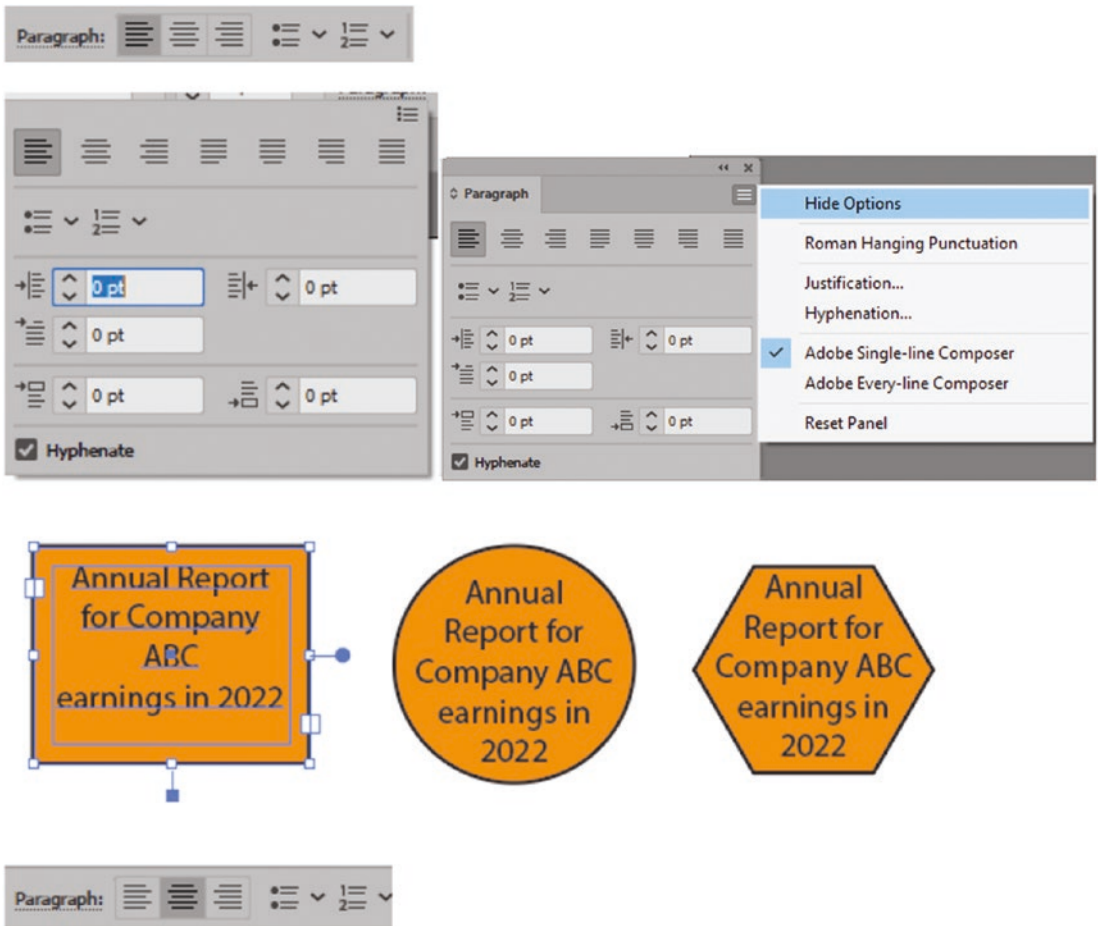 Paragraph:
Paragraph:
0 pt
0 pt
0 pt
0 pt
0 pt
Hyphenate
Paragraph
0 pt
0 pt
0 pt
0 pt
0 pt
Hyphenate
Hide Options
Roman Hanging Punctuation
Justification...
Hyphenation...
Adobe Single-line Composer
Adobe Every-line Composer
Reset Panel
Annual Report
for Company
ABC
earnings in 2022
Annual
Report for
Company ABC
earnings in
2022
Annual
Report for
Company ABC
earnings in
2022
Paragraph: